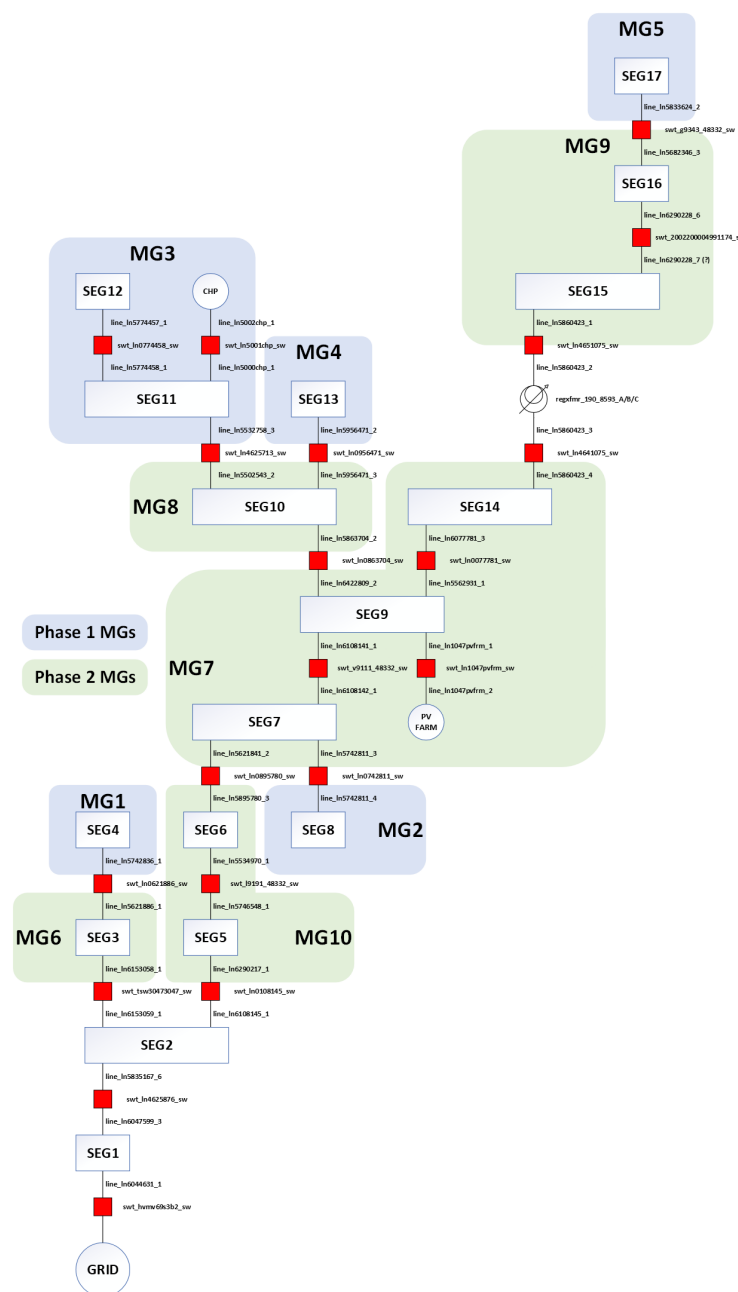 MG5
SEG17
line_ln5833624_2
swt_g9343_48332_sw
MG9
line_ln5682346_3
SEG16
line_ln6290228_6
swt_2002200004991174_s
line_ln6290228_7 (?)
SEG15
line_ln5860423_1
swt_ln4651075_sw
line_ln5860423_2
regxfmr_190_8593_A/B/C
line_ln5860423_3
swt_ln4641075_sw
line_ln5860423_4
MG3
SEG12
CHP
line_ln5774457_1
line_ln5002chp_1
swt_ln0774458_sw
swt_ln5001chp_sw
line_ln5774458_1
line_ln5000chp_1
SEG11
MG4
SEG13
line_ln5532758_3
line_ln5956471_2
swt_ln4625713_sw
swt_ln0956471_sw
line_ln5502543_2
line_ln5956471_3
MG8
SEG10
SEG14
line_ln5863704_2
line_ln6077781_3
swt_ln0863704_sw
swt_ln0077781_sw
line_ln6422809_2
line_ln5562931_1
SEG9
Phase 1 MGs
Phase 2 MGs
line_ln6108141_1
line_ln1047pvfrm_1
MG7
swt_v9111_48332_sw
swt_ln1047pvfrm_sw
line_ln6108142_1
line_ln1047pvfrm_2
SEG7
PV
FARM
line_ln5621841_2
line_ln5742811_3
swt_ln0895780_sw
swt_ln0742811_sw
line_ln5895780_3
line_ln5742811_4
MG1
SEG4
SEG6
SEG8
MG2
line_ln5742836_1
line_ln5534970_1
swt_ln0621886_sw
swt_l9191_48332_sw
line_ln5621886_1
line_ln5746548_1
MG6
SEG3
SEG5
MG10
line_ln6153058_1
line_ln6290217_1
swt_tsw30473047_sw
swt_ln0108145_sw
line_ln6153059_1
line_ln6108145_1
SEG2
line_ln5835167_6
swt_ln4625876_sw
line_ln6047599_3
SEG1
line_ln6044631_1
swt_hvmv69s3b2_sw
GRID